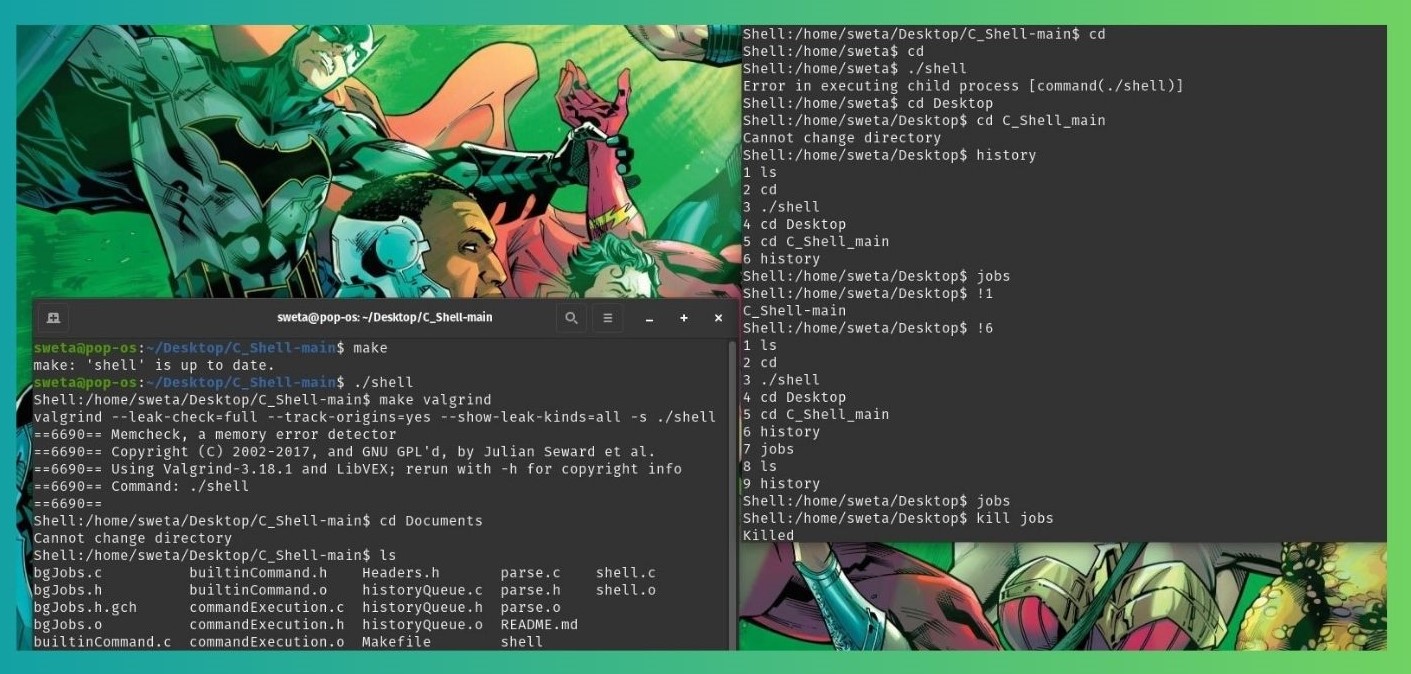 sweta@pop-os: ~/Desktop/C_Shell-main
sweta@pop-os:~/Desktop/C_Shell-main$ make
make: 'shell' is up to date.
sweta@pop-os:~/Desktop/C_Shell-main$ ./shell
Shell:/home/sweta/Desktop/C_Shell-main$ make valgrind
valgrind --leak-check=full --track-origins=yes --show-leak-kinds=all -s ./shell
==6690== Memcheck, a memory error detector
==6690== Copyright (C) 2002-2017, and GNU GPL'd, by Julian Seward et al.
==6690== Using Valgrind-3.18.1 and LibVEX; rerun with -h for copyright info
==6690== Command: ./shell
==6690==
Shell:/home/sweta/Desktop/C_Shell-main$ cd Documents
Cannot change directory
Shell:/home/sweta/Desktop/C_Shell-main$ ls
bgJobs.c builtinCommand.h Headers.h parse.c shell.c
bgJobs.h builtinCommand.o historyQueue.c parse.h shell.o
bgJobs.h.gch commandExecution.c historyQueue.h parse.o
bgJobs.o commandExecution.h historyQueue.o README.md
builtinCommand.c commandExecution.o Makefile shell
Shell:/home/sweta/Desktop/C_Shell-main$ cd
Shell:/home/sweta$ cd
Shell:/home/sweta$ ./shell
Error in executing child process [command(./shell)]
Shell:/home/sweta$ cd Desktop
Shell:/home/sweta/Desktop$ cd C_Shell_main
Cannot change directory
Shell:/home/sweta/Desktop$ history
1 ls
2 cd
3 ./shell
4 cd Desktop
5 cd C_Shell_main
6 history
Shell:/home/sweta/Desktop$ jobs
Shell:/home/sweta/Desktop$ !1
C_Shell-main
Shell:/home/sweta/Desktop$ !6
1 ls
2 cd
3 ./shell
4 cd Desktop
5 cd C_Shell_main
6 history
7 jobs
8 ls
9 history
Shell:/home/sweta/Desktop$ jobs
Shell:/home/sweta/Desktop$ kill jobs
Killed